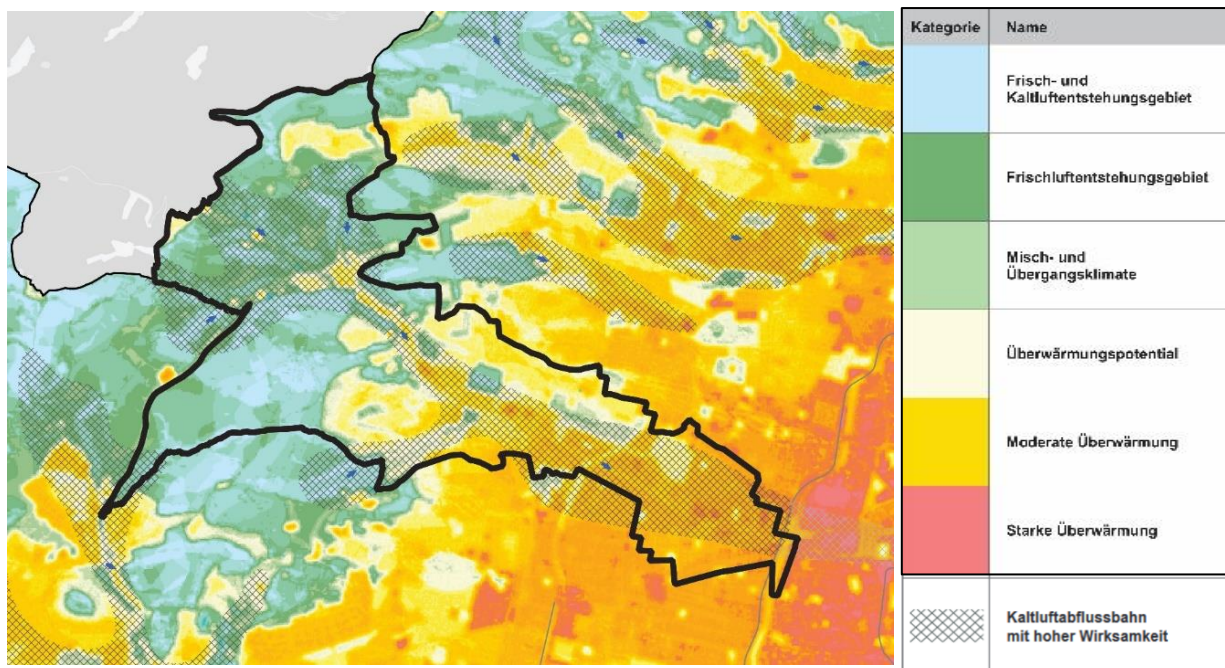 Kategorie Name
Frisch- und
Kaltluftentstehungsgebiet
Frischluftentstehungsgebiet
Misch- und
Übergangsklimate
Überwärmungspotential
Moderate Überwärmung
Starke Überwärmung
Kaltluftabflussbahn
mit hoher Wirksamkeit